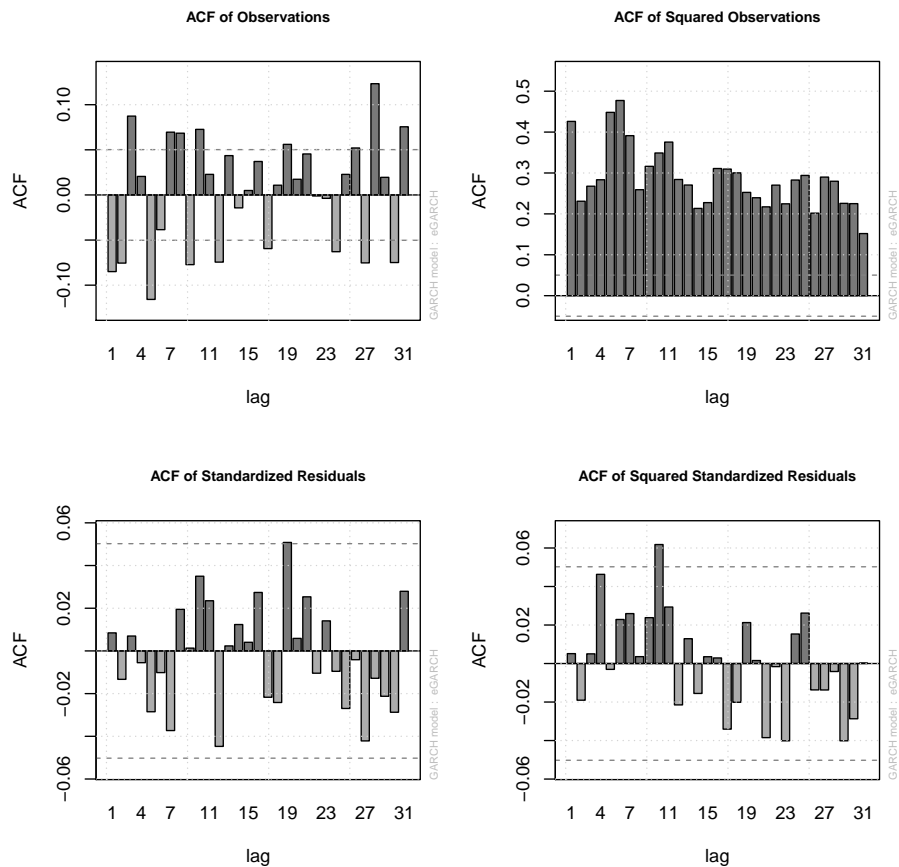 ACF of Observations
ACF
0.10
0.00
−0.10
1 4 7 11 15 19 23 27 31
lag
GARCH model : eGARCH
ACF of Squared Observations
ACF
0.5
0.4
0.3
0.2
0.1
0.0
1 4 7 11 15 19 23 27 31
lag
GARCH model : eGARCH
ACF of Standardized Residuals
ACF
0.06
0.02
−0.02
−0.06
1 4 7 11 15 19 23 27 31
lag
GARCH model : eGARCH
ACF of Squared Standardized Residuals
ACF
0.06
0.02
−0.02
−0.06
1 4 7 11 15 19 23 27 31
lag
GARCH model : eGARCH